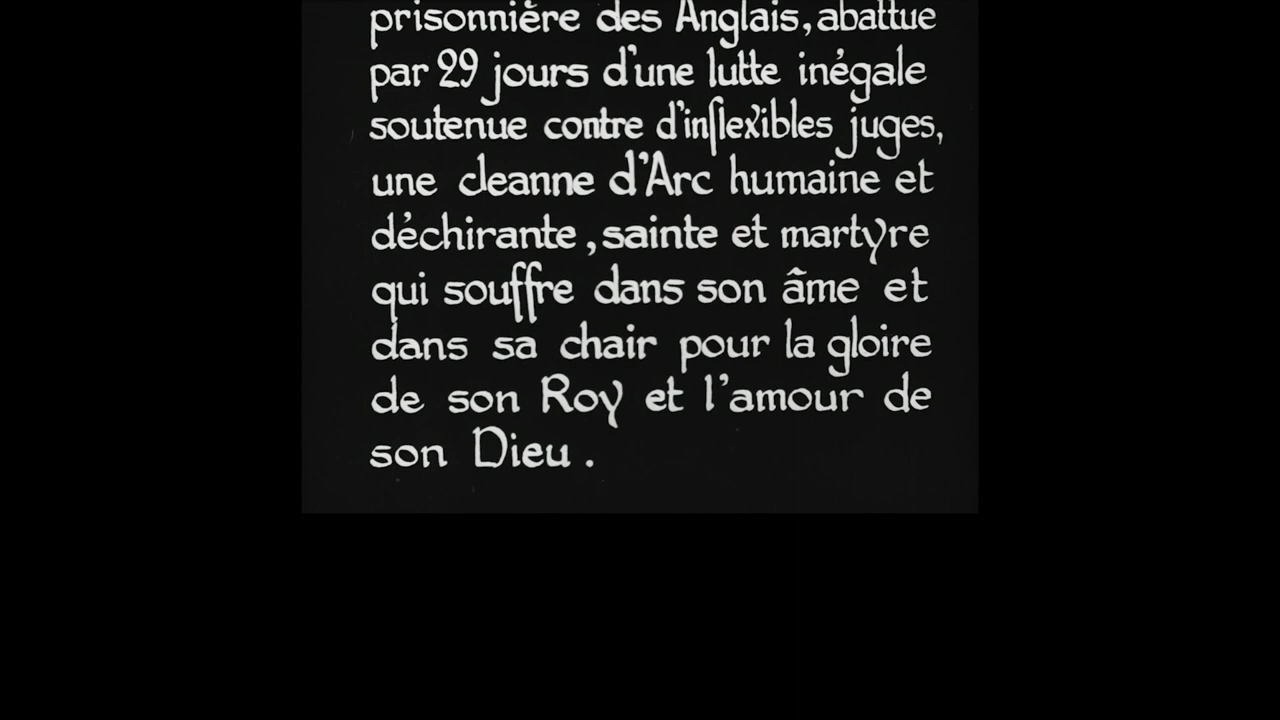 prisonnière des Anglais, abattue
par 29 jours d'une lutte inégale
soutenue contre d'inflexibles juges,
une Jeanne d'Arc humaine et
déchirante, sainte et martyre
qui souffre dans son âme et
dans sa chair pour la gloire
de son Roy et l'amour de
son Dieu.